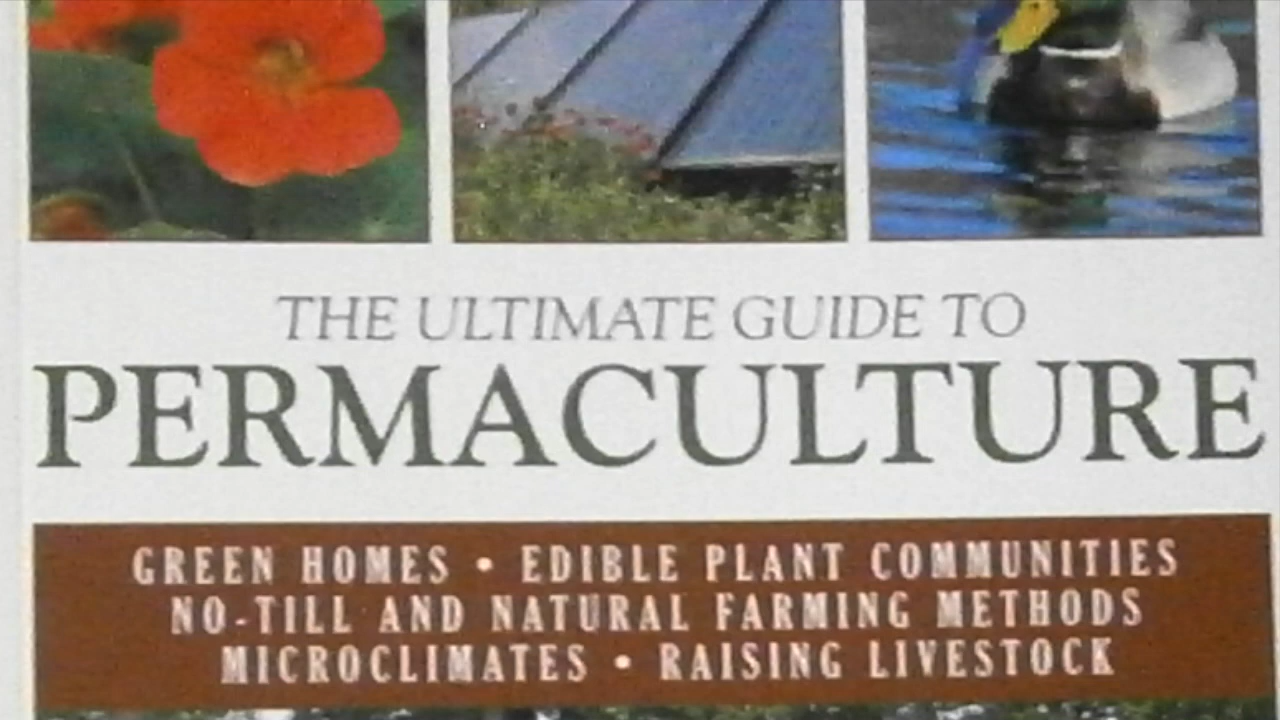 THE ULTIMATE GUIDE TO
PERMACULTURE
GREEN HOMES • EDIBLE PLANT COMMUNITIES
NO-TILL AND NATURAL FARMING METHODS
MICROCLIMATES • RAISING LIVESTOCK